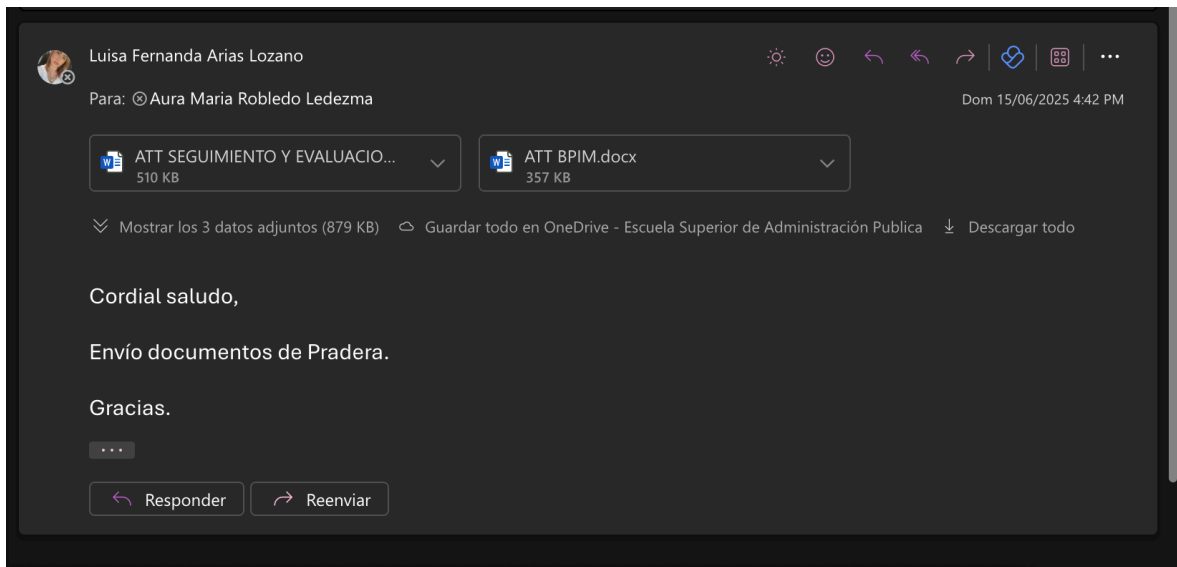 Luisa Fernanda Arias Lozano
Para: Aura Maria Robledo Ledezma
Dom 15/06/2025 4:42 PM
ATT SEGUIMIENTO Y EVALUACIO...
510 KB
ATT BPIM.docx
357 KB
Mostrar los 3 datos adjuntos (879 KB)
Guardar todo en OneDrive - Escuela Superior de Administración Publica
Descargar todo
Cordial saludo,
Envío documentos de Pradera.
Gracias.
Responder
Reenviar